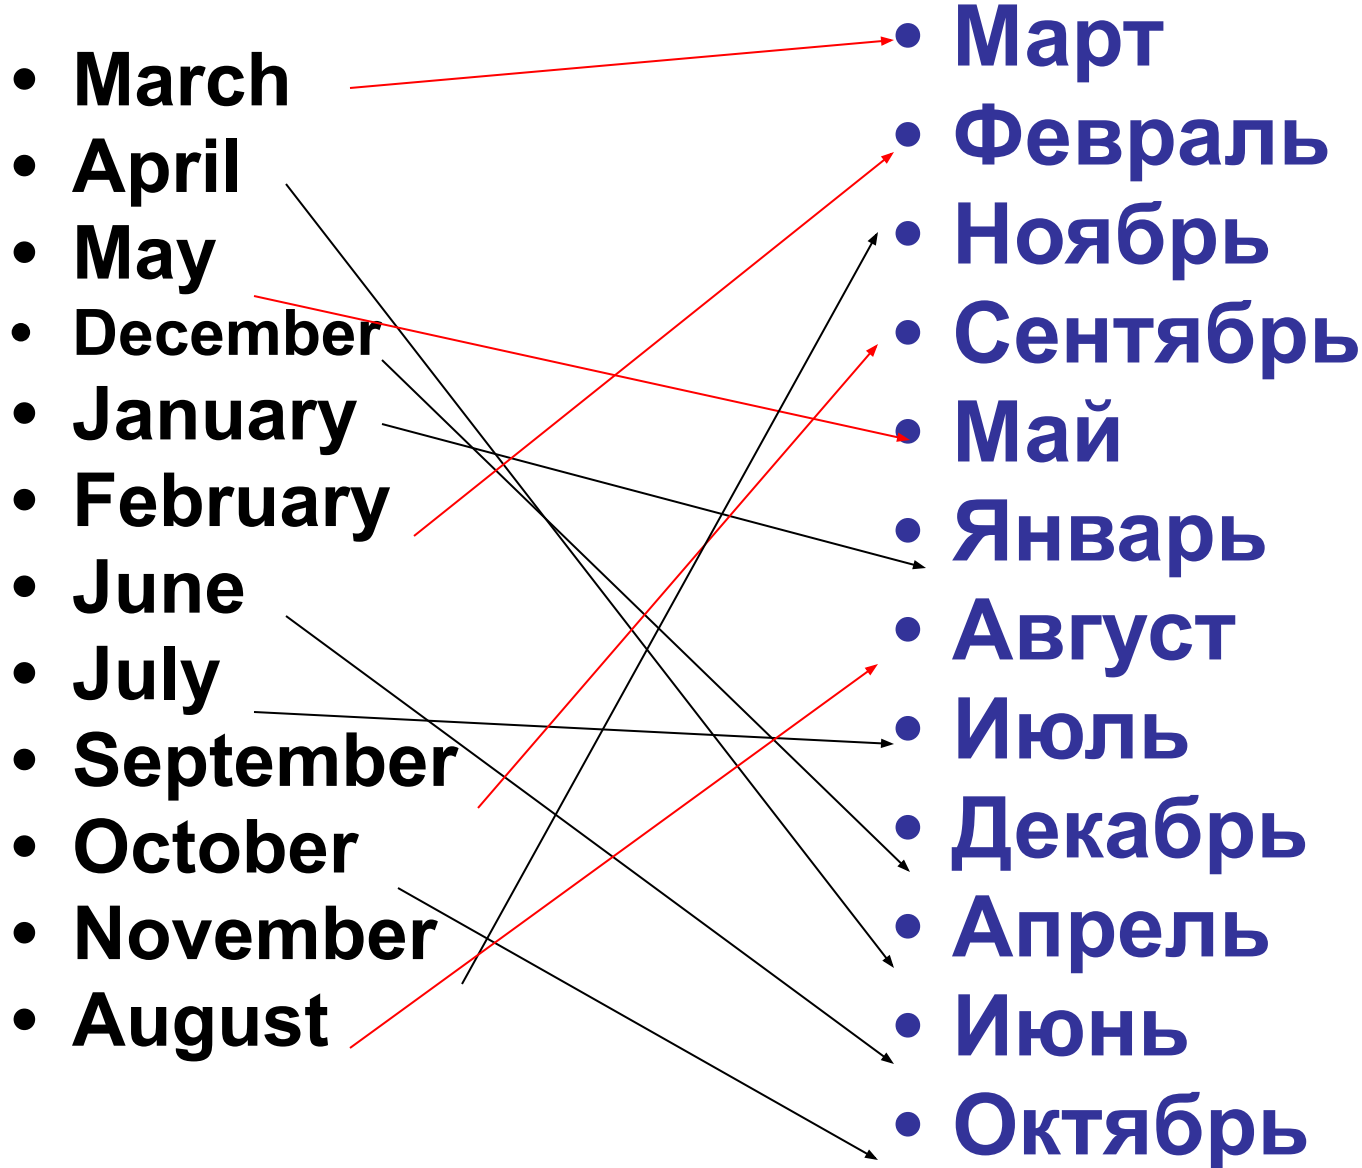 • March
• April
• May
• December
• January
• February
• June
• July
• September
• October
• November
• August
• Март
• Февраль
• Ноябрь
• Сентябрь
• Май
• Январь
• Август
• Июль
• Декабрь
• Апрель
• Июнь
• Октябрь